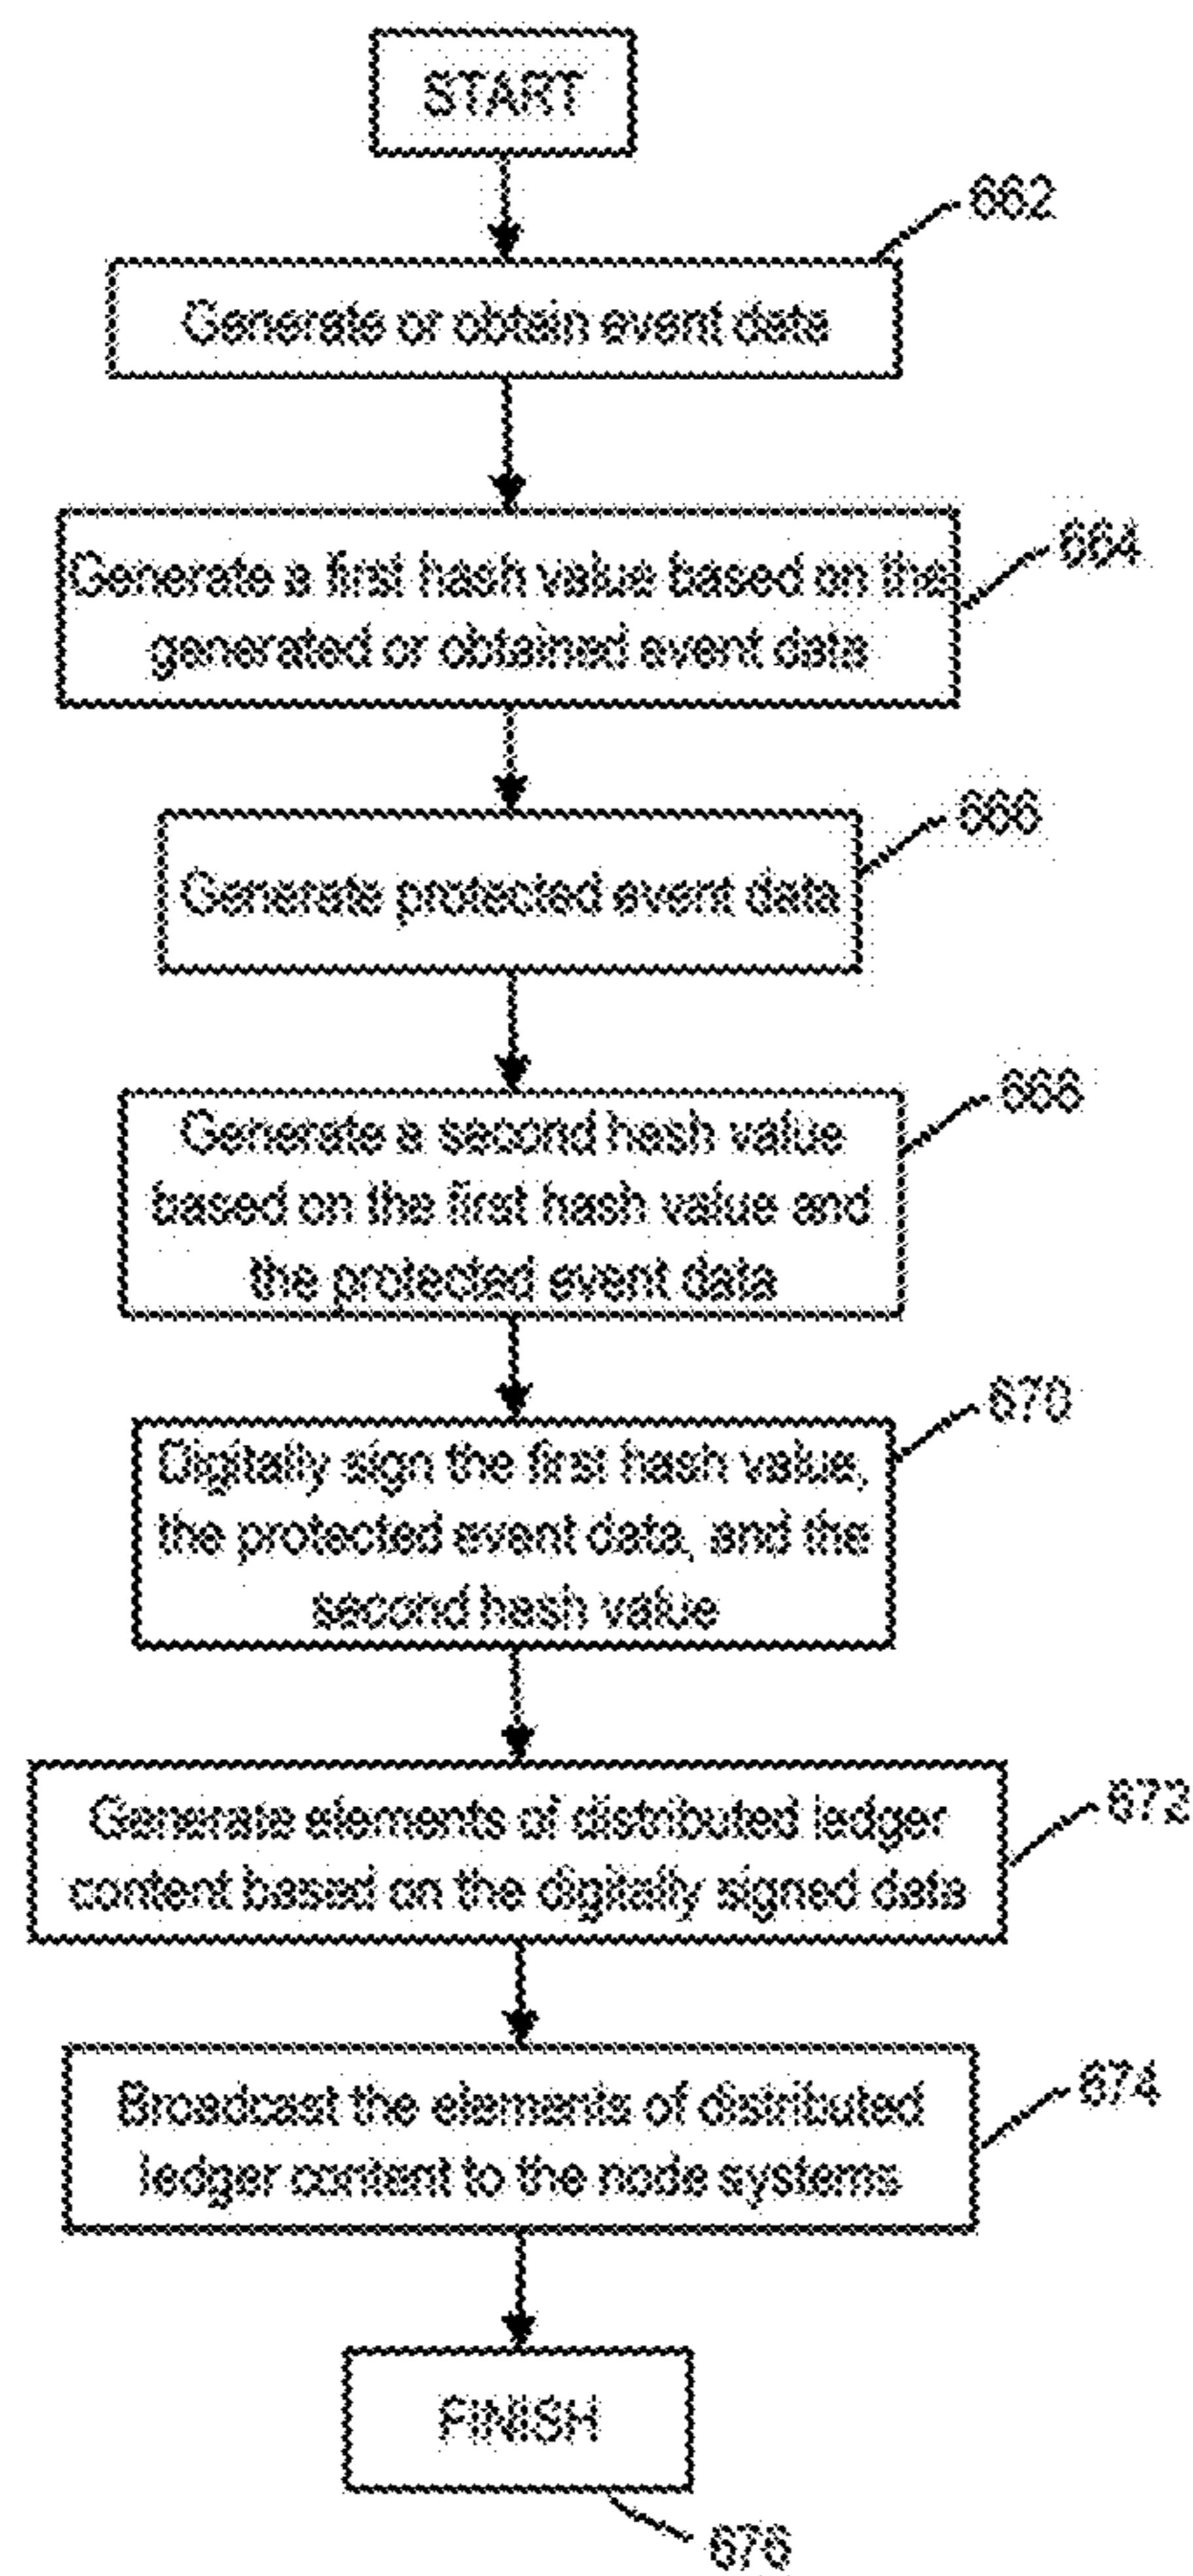 START
662
Generate or obtain event data
664
Generate a first hash value based on the
generated or obtained event data
666
Generate protected event data
668
Generate a second hash value
based on the first hash value and
the protected event data
670
Digitally sign the first hash value,
the protected event data, and the
second hash value
672
Generate elements of distributed ledger
content based on the digitally signed data
674
Broadcast the elements of distributed
ledger content to the node systems
FINISH
676